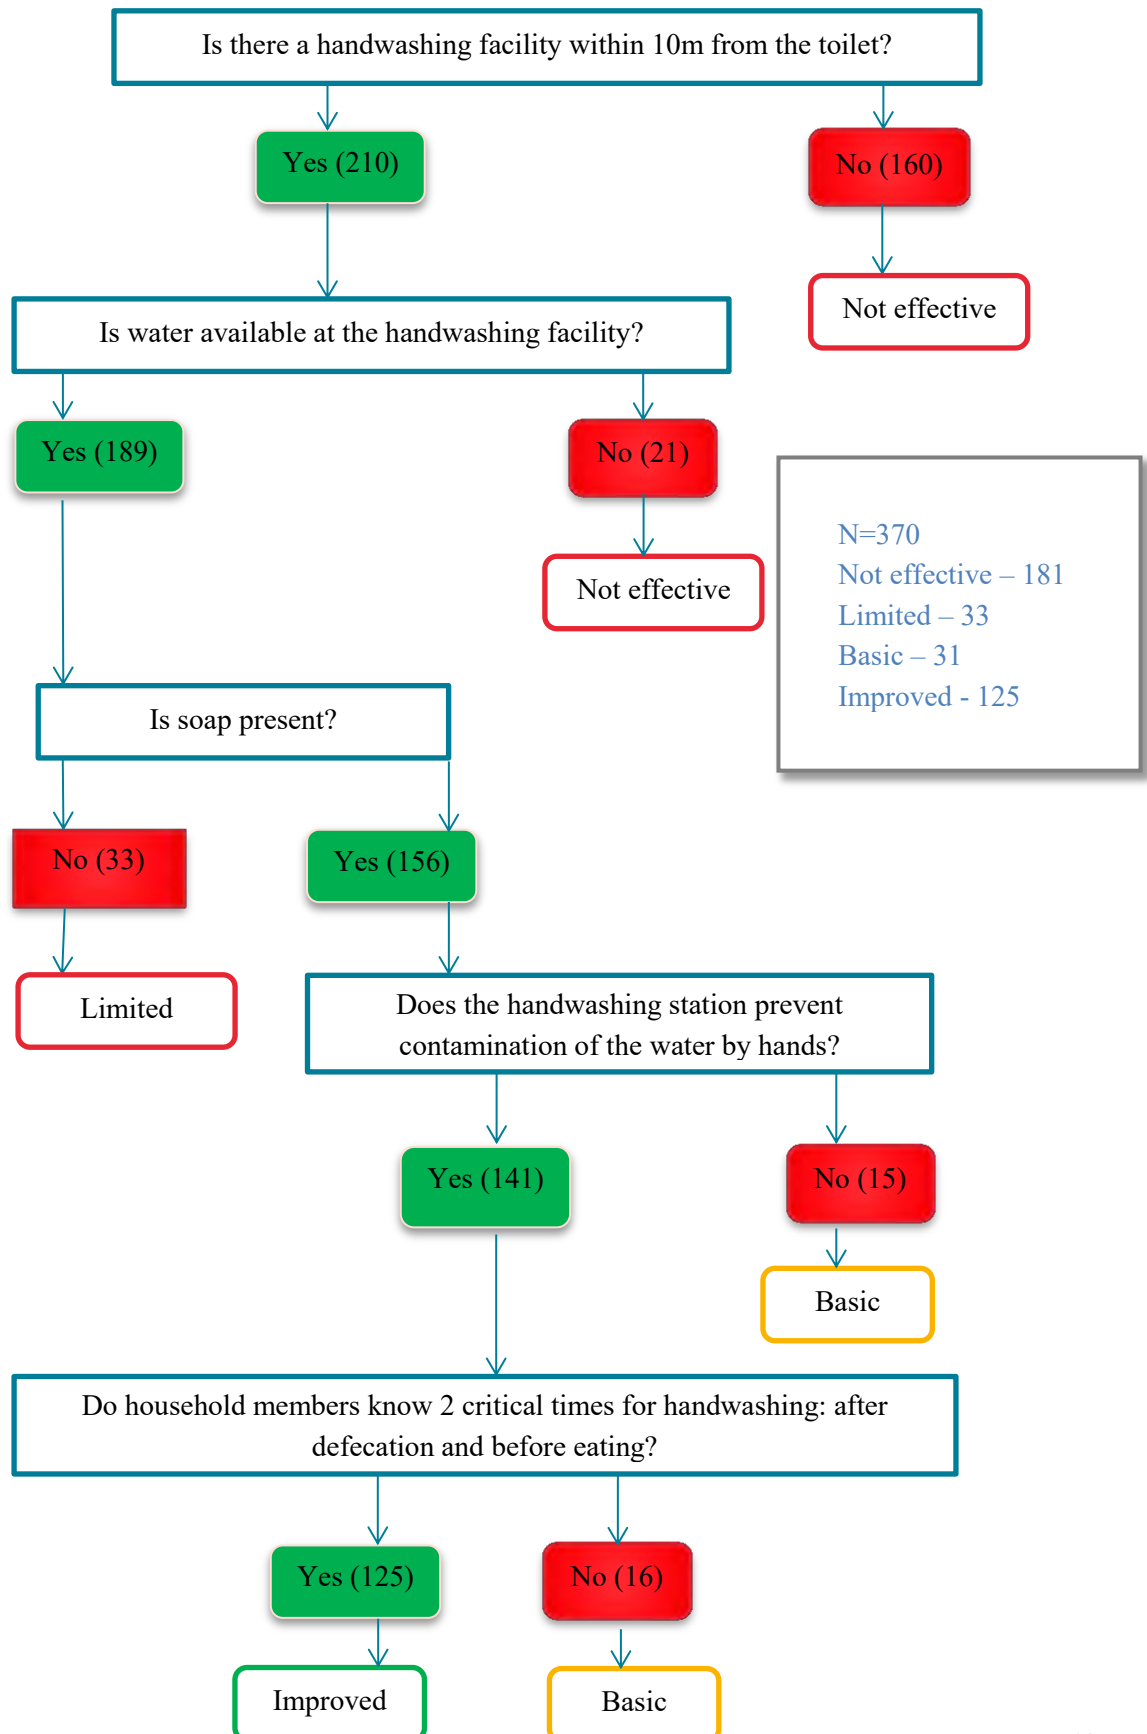 Is there a handwashing facility within 10m from the toilet?
Yes (210)
No (160)
Not effective
Is water available at the handwashing facility?
Yes (189)
No (21)
Not effective
N=370
Not effective – 181
Limited – 33
Basic – 31
Improved - 125
Is soap present?
No (33)
Yes (156)
Limited
Does the handwashing station prevent
contamination of the water by hands?
Yes (141)
No (15)
Basic
Do household members know 2 critical times for handwashing: after
defecation and before eating?
Yes (125)
No (16)
Improved
Basic